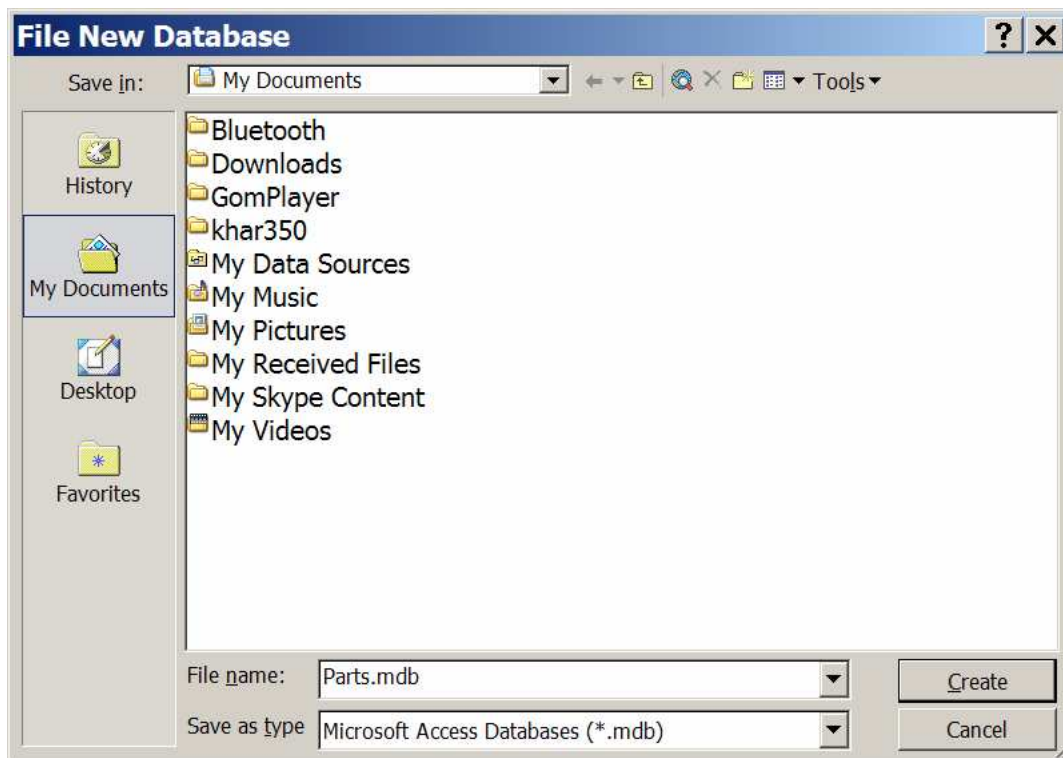 File New Database
Save in:
My Documents
Tools
History
My Documents
Desktop
Favorites
Bluetooth
Downloads
GomPlayer
khar350
My Data Sources
My Music
My Pictures
My Received Files
My Skype Content
My Videos
File name:
Parts.mdb
Create
Save as type
Microsoft Access Databases (*.mdb)
Cancel